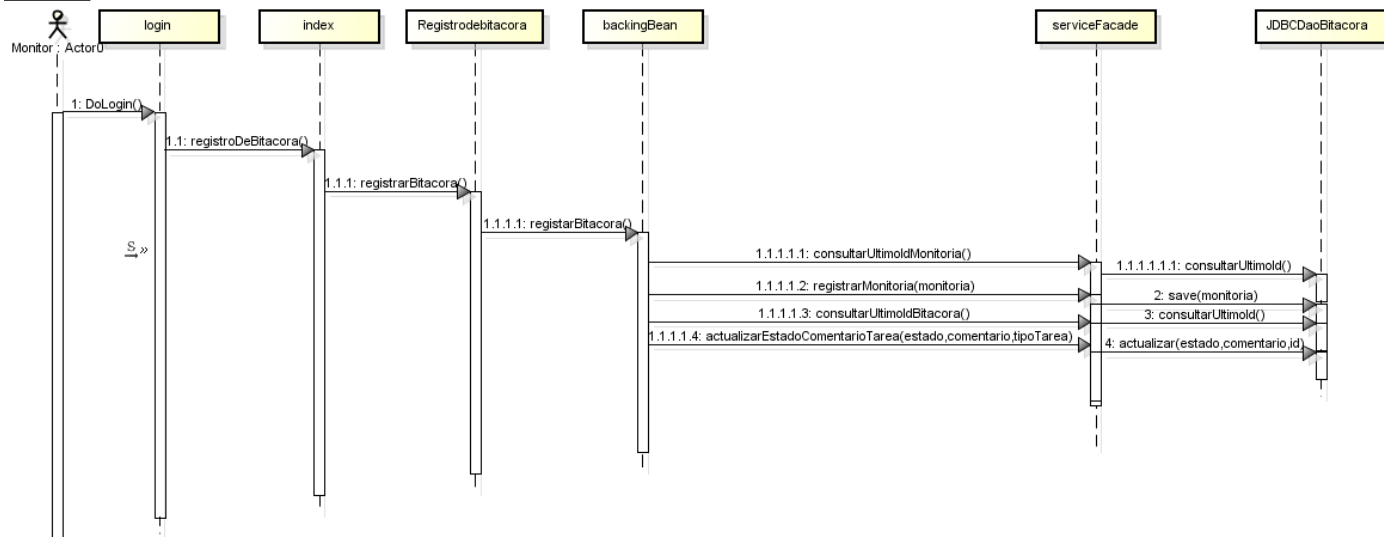 login
index
Registrodebitacora
backingBean
serviceFacade
JDBCDaoBitacora
Monitor : Actor0
1: DoLogin()
1.1: registroDeBitacora()
1.1.1: registrarBitacora()
1.1.1.1: registarBitacora()
S »
1.1.1.1.1: consultarUltimoIdMonitoria()
1.1.1.1.1.1: consultarUltimoId()
1.1.1.1.2: registrarMonitoria(monitoria)
2: save(monitoria)
1.1.1.1.3: consultarUltimoIdBitacora()
3: consultarUltimoId()
1.1.1.1.4: actualizarEstadoComentarioTarea(estado,comentario,tipoTarea)
4: actualizar(estado,comentario,id)